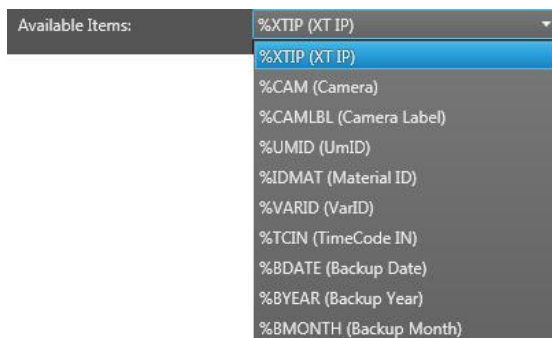 Available Items: %XTIP (XT IP)
%XTIP (XT IP)
%CAM (Camera)
%CAMLBL (Camera Label)
%UMID (UmID)
%IDMAT (Material ID)
%VARID (VarID)
%TCIN (TimeCode IN)
%BDATE (Backup Date)
%BYEAR (Backup Year)
%BMONTH (Backup Month)